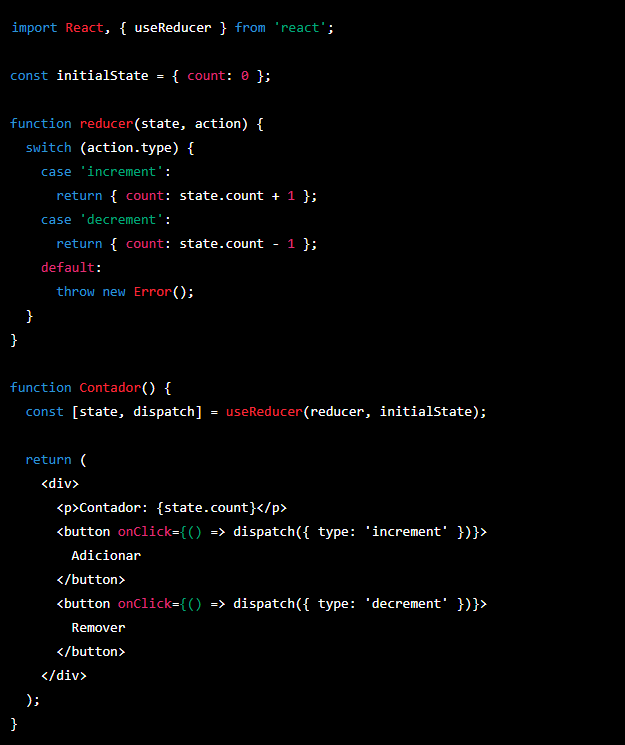 import React, { useReducer } from 'react';
const initialState = { count: 0 };
function reducer(state, action) {
  switch (action.type) {
    case 'increment':
      return { count: state.count + 1 };
    case 'decrement':
      return { count: state.count - 1 };
    default:
      throw new Error();
  }
}
function Contador() {
  const [state, dispatch] = useReducer(reducer, initialState);
  return (
    <div>
      <p>Contador: {state.count}</p>
      <button onClick={() => dispatch({ type: 'increment' })}>
        Adicionar
      </button>
      <button onClick={() => dispatch({ type: 'decrement' })}>
        Remover
      </button>
    </div>
  );
}